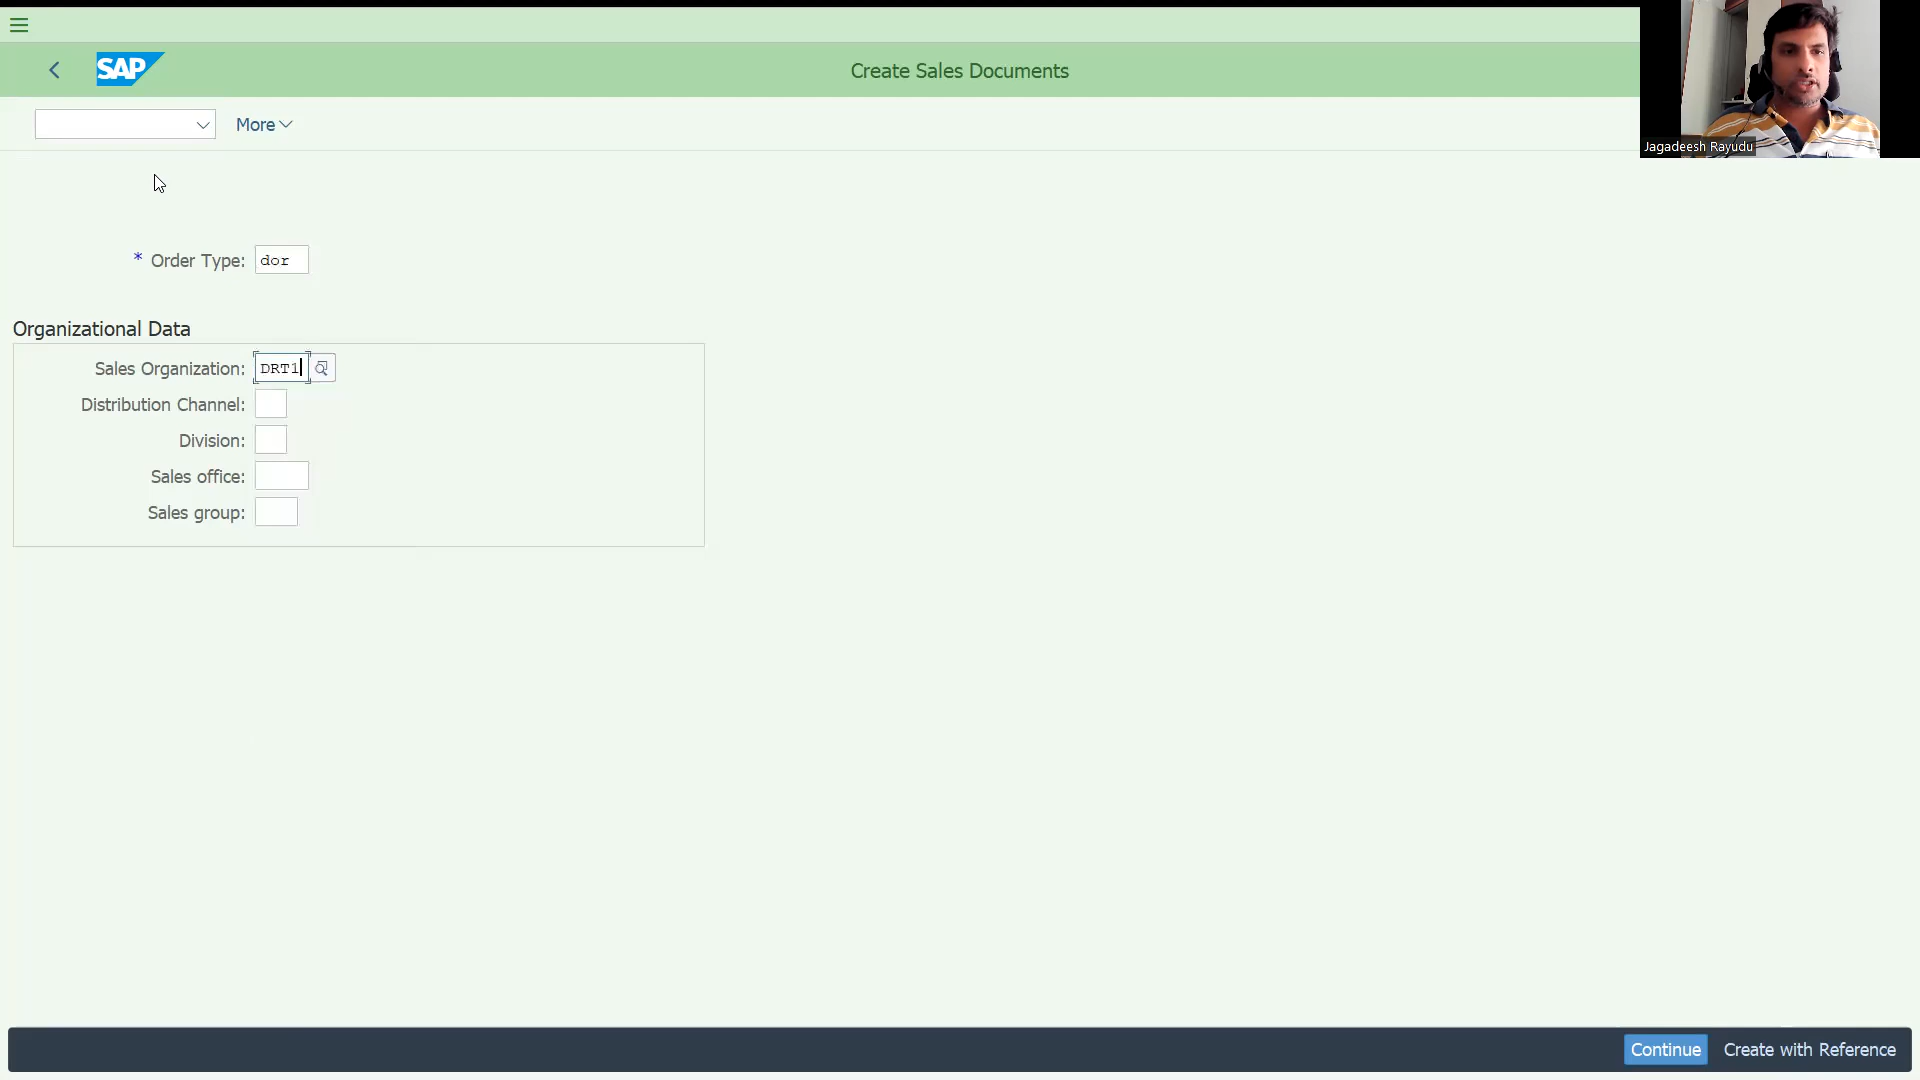 SAP
Create Sales Documents
More
Jagadeesh Rayudu
* Order Type: dor
Organizational Data
Sales Organization: DRT1
Distribution Channel:
Division:
Sales office:
Sales group:
Continue Create with Reference